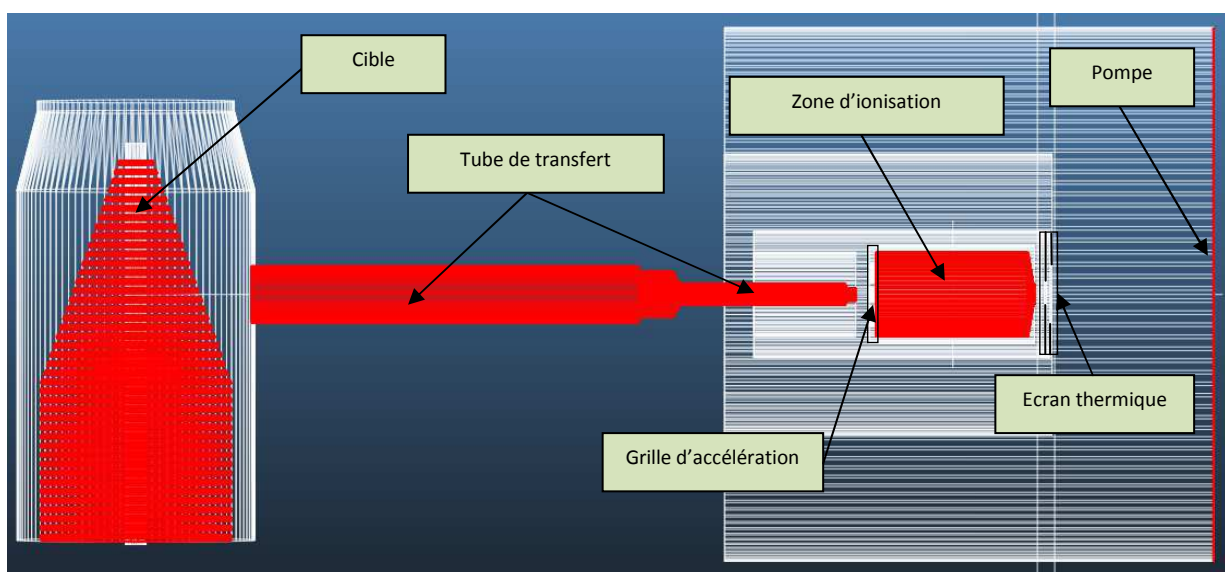 Cible
Pompe
Zone d’ionisation
Tube de transfert
Ecran thermique
Grille d’accélération